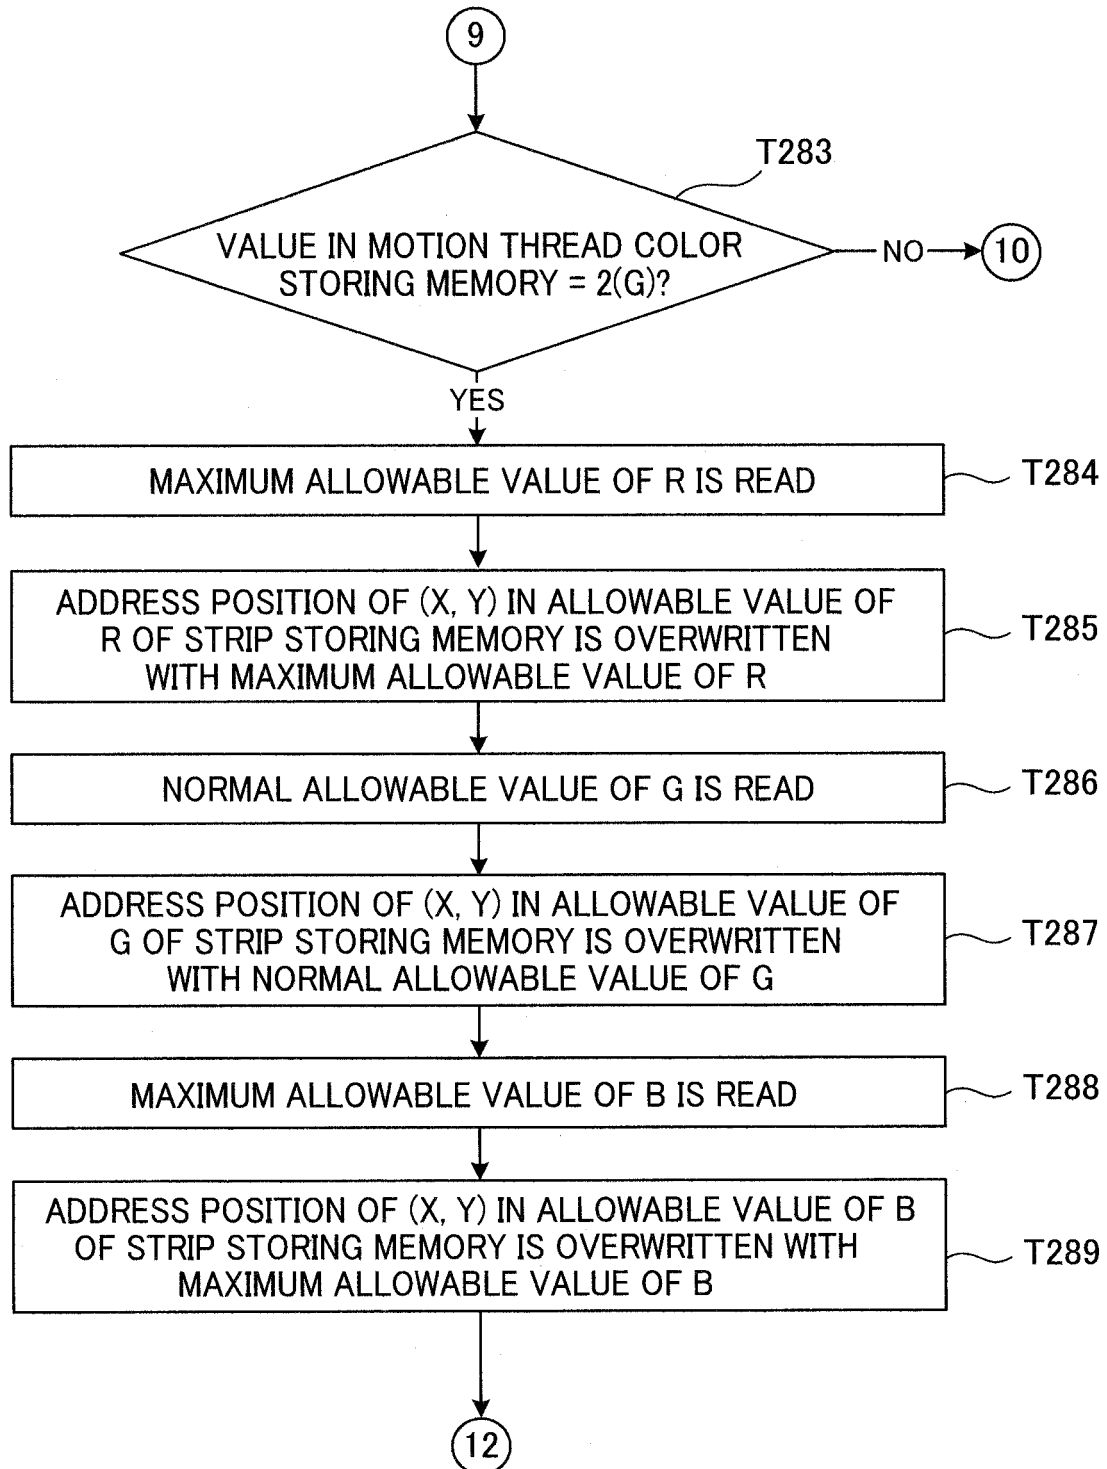 9
T283
VALUE IN MOTION THREAD COLOR
STORING MEMORY = 2(G)?
NO
10
YES
MAXIMUM ALLOWABLE VALUE OF R IS READ
T284
ADDRESS POSITION OF (X, Y) IN ALLOWABLE VALUE OF
R OF STRIP STORING MEMORY IS OVERWRITTEN
WITH MAXIMUM ALLOWABLE VALUE OF R
T285
NORMAL ALLOWABLE VALUE OF G IS READ
T286
ADDRESS POSITION OF (X, Y) IN ALLOWABLE VALUE OF
G OF STRIP STORING MEMORY IS OVERWRITTEN
WITH NORMAL ALLOWABLE VALUE OF G
T287
MAXIMUM ALLOWABLE VALUE OF B IS READ
T288
ADDRESS POSITION OF (X, Y) IN ALLOWABLE VALUE OF B
OF STRIP STORING MEMORY IS OVERWRITTEN WITH
MAXIMUM ALLOWABLE VALUE OF B
T289
12